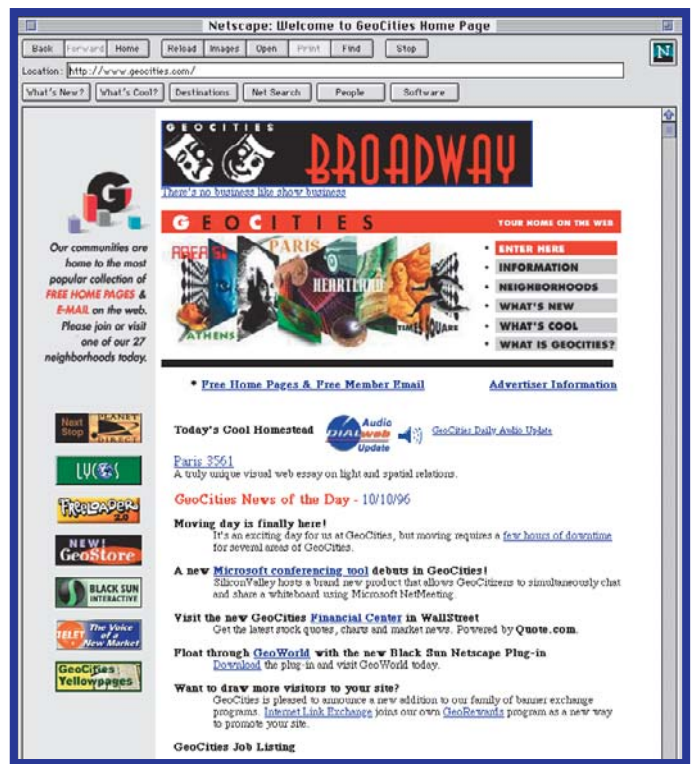 Netscape: Welcome to GeoCities Home Page
Back Forward Home Reload Images Open Print Find Stop
N
Location: http://www.geocities.com/
What's New? What's Cool? Destinations Net Search People Software
GEOCITIES
BROADWAY
There's no business like show business
G
Our communities are
home to the most
popular collection of
FREE HOME PAGES &
E-MAIL on the web.
Please join or visit
one of our 27
neighborhoods today.
GEOCITIES YOUR HOME ON THE WEB
AREA 51
PARIS
HEARTLAND
ATHENS
TIMES SQUARE
• ENTER HERE
• INFORMATION
• NEIGHBORHOODS
• WHAT'S NEW
• WHAT'S COOL
• WHAT IS GEOCITIES?
* Free Home Pages & Free Member Email Advertiser Information
Next
Stop
PLANET
DIRECT
LYCOS
FREELOADER
2.0
NEW!
GeoStore
BLACK SUN
INTERACTIVE
The Voice
of a
New Market
GeoCities
Yellowpages
Today's Cool Homestead
Audio
DIALweb
Update
GeoCities Daily Audio Update
Paris 3561
A truly unique visual web essay on light and spatial relations.
GeoCities News of the Day - 10/10/96
Moving day is finally here!
It's an exciting day for us at GeoCities, but moving requires a few hours of downtime
for several areas of GeoCities.
A new Microsoft conferencing tool debuts in GeoCities!
SiliconValley hosts a brand new product that allows GeoCitizens to simultaneously chat
and share a whiteboard using Microsoft NetMeeting.
Visit the new GeoCities Financial Center in WallStreet
Get the latest stock quotes, charts and market news. Powered by Quote.com.
Float through GeoWorld with the new Black Sun Netscape Plug-in
Download the plug-in and visit GeoWorld today.
Want to draw more visitors to your site?
GeoCities is pleased to announce a new addition to our family of banner exchange
programs. Internet Link Exchange joins our own GeoRewards program as a new way
to promote your site.
GeoCities Job Listing